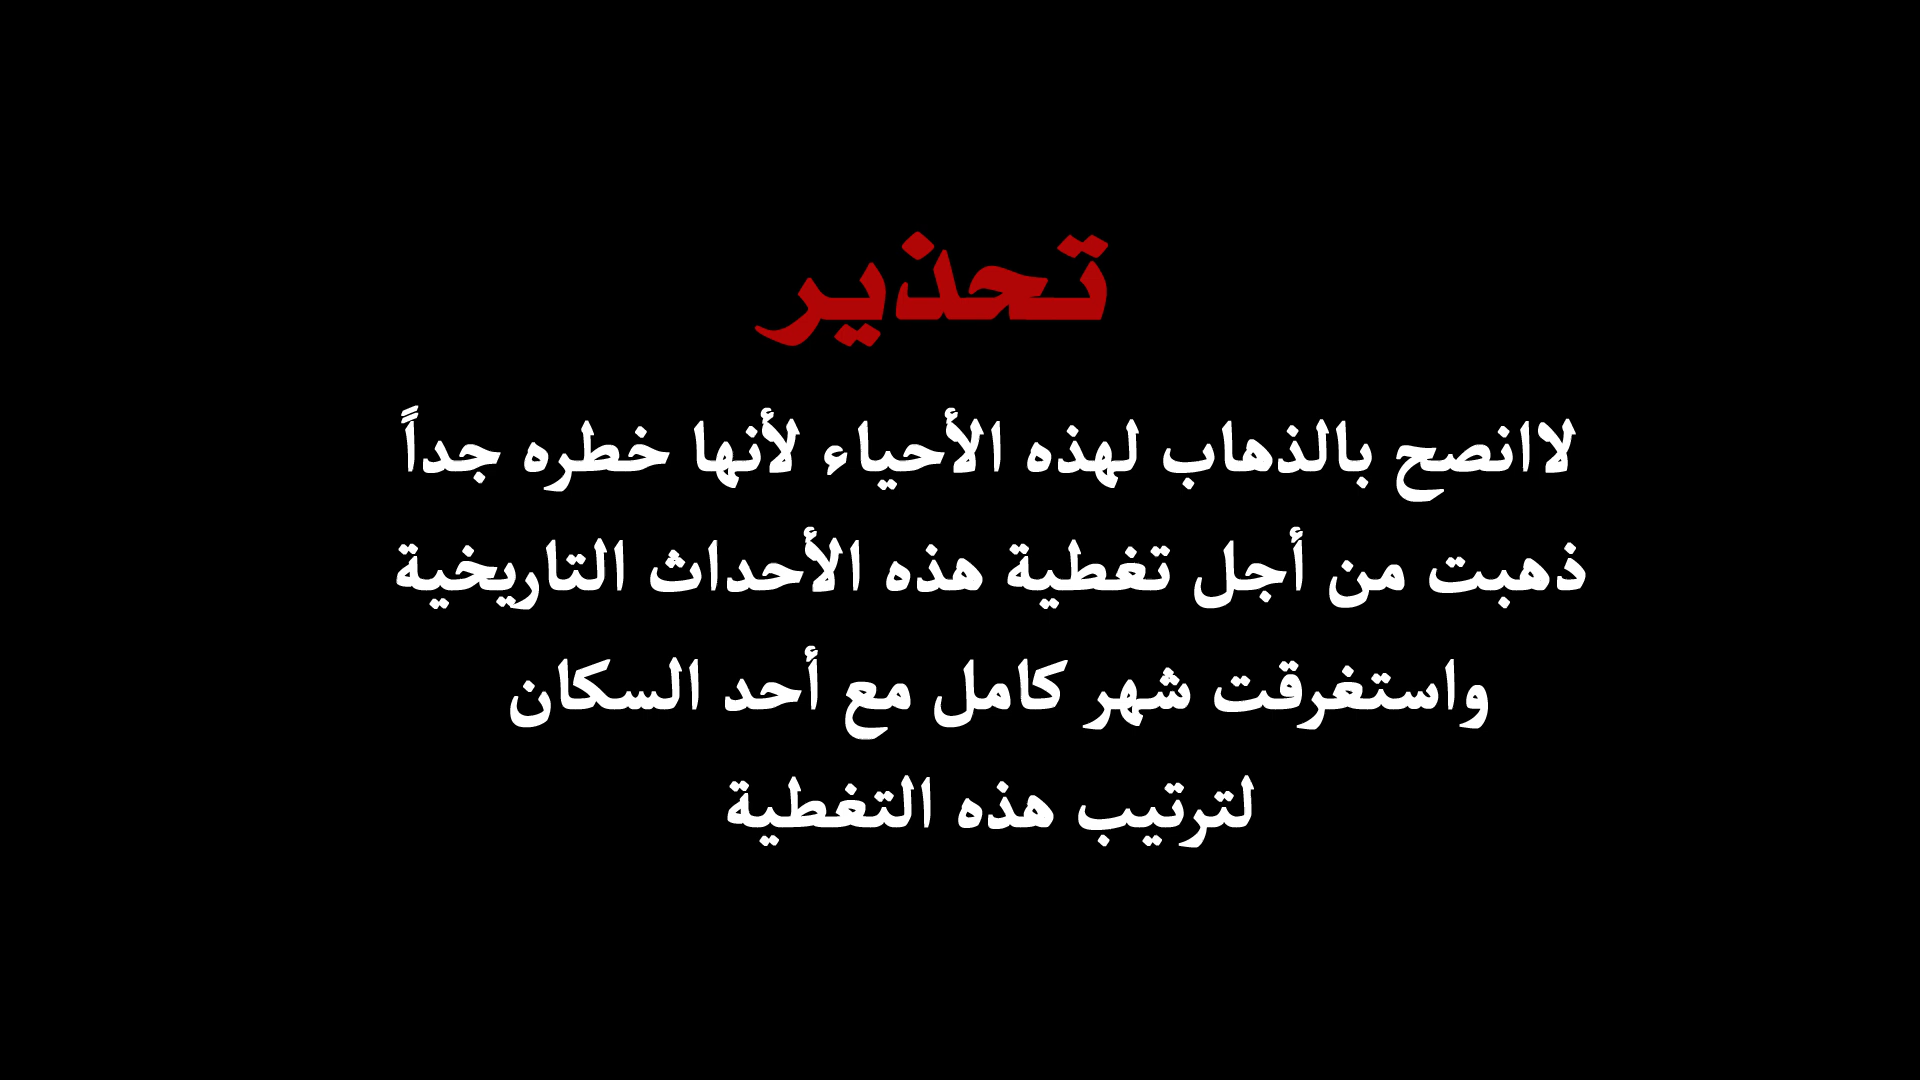 تحذير
لاانصح بالذهاب لهذه الأحياء لأنها خطره جداً
ذهبت من أجل تغطية هذه الأحداث التاريخية
واستغرقت شهر كامل مع أحد السكان
لترتيب هذه التغطية